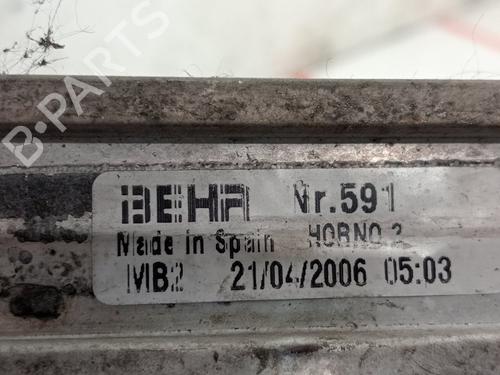 B-PARTS
BEHR Nr.591
Made in Spain HORNO 2
MB2 21/04/2006 05:03